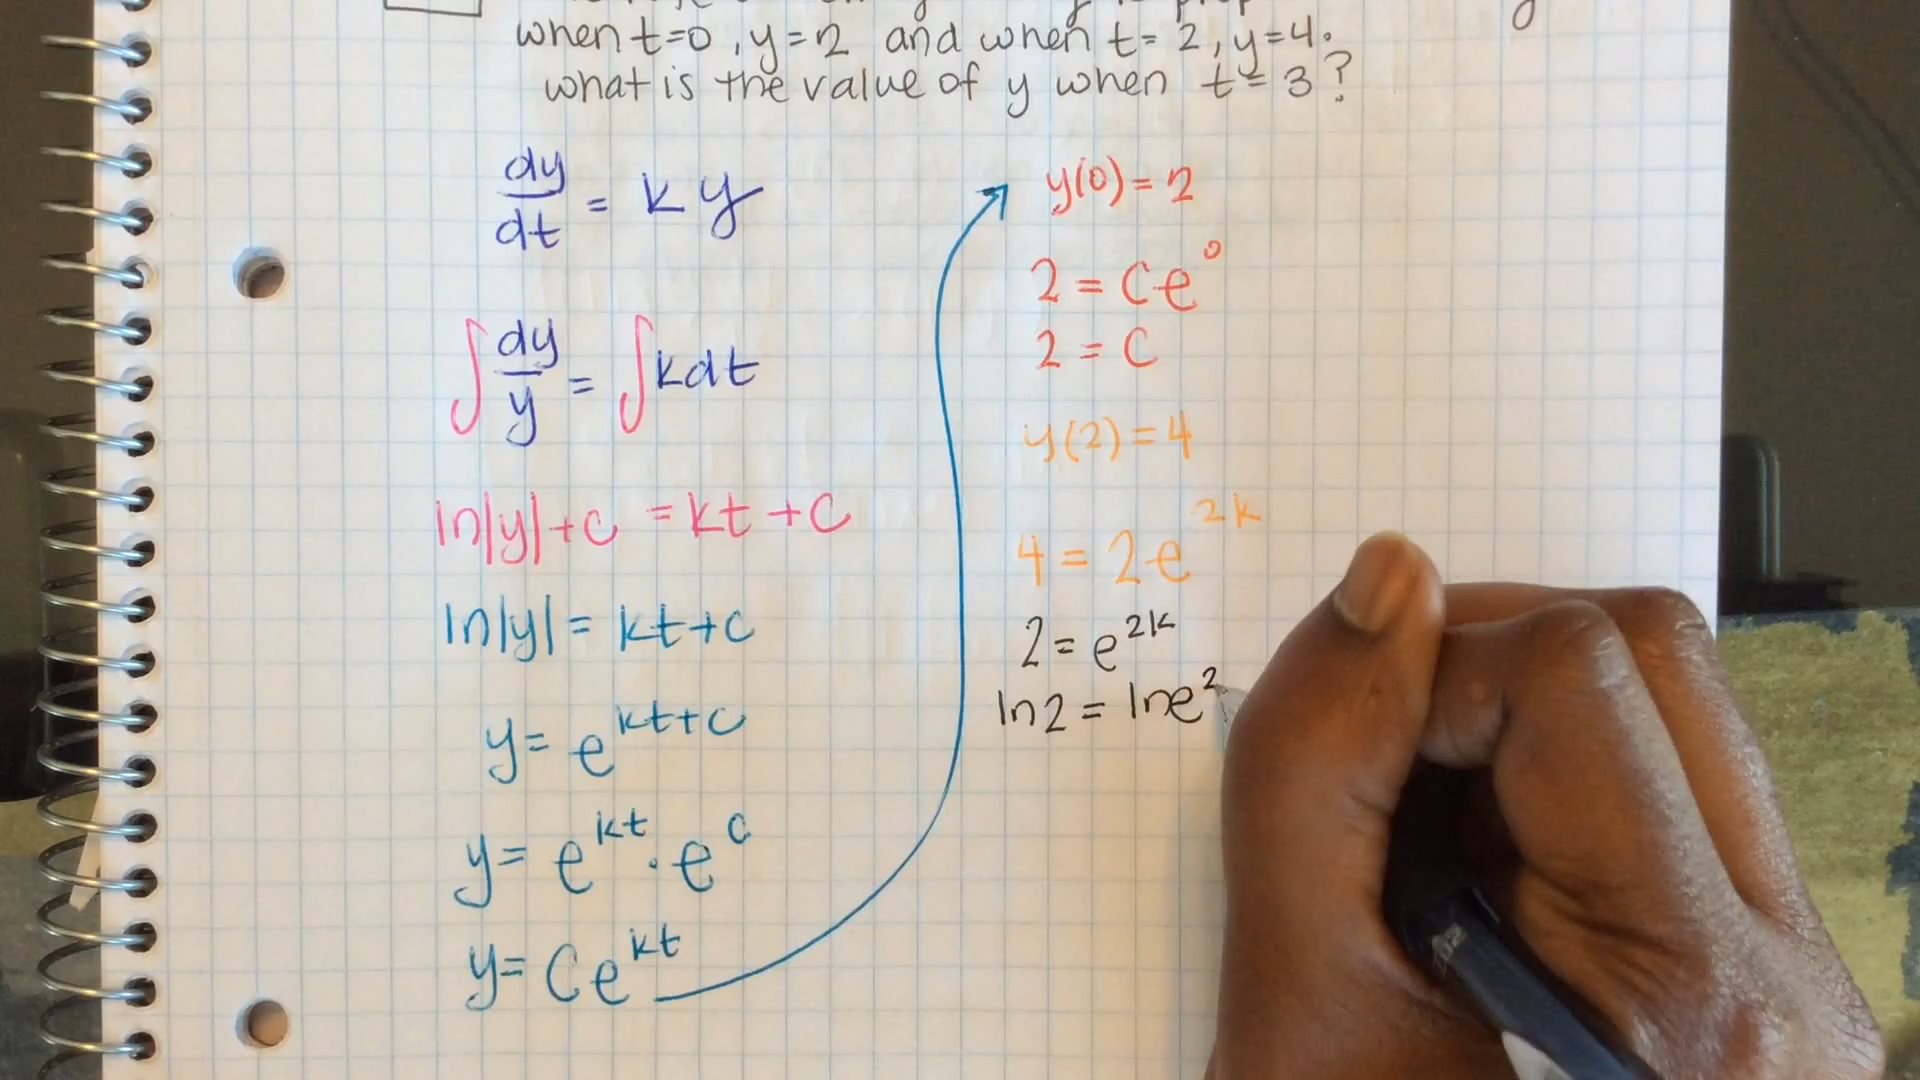 when t=0, y=2 and when t= 2, y=4.
what is the value of y when t= 3?
dy/dt = ky
∫ dy/y = ∫kdt
ln|y|+c = kt+c
ln|y| = kt+c
y= e^kt+c
y= e^kt · e^c
y= Ce^kt
y(0)=2
2 = Ce^0
2 = C
y(2)=4
4 = 2e^2k
2= e^2k
ln2= lne^2